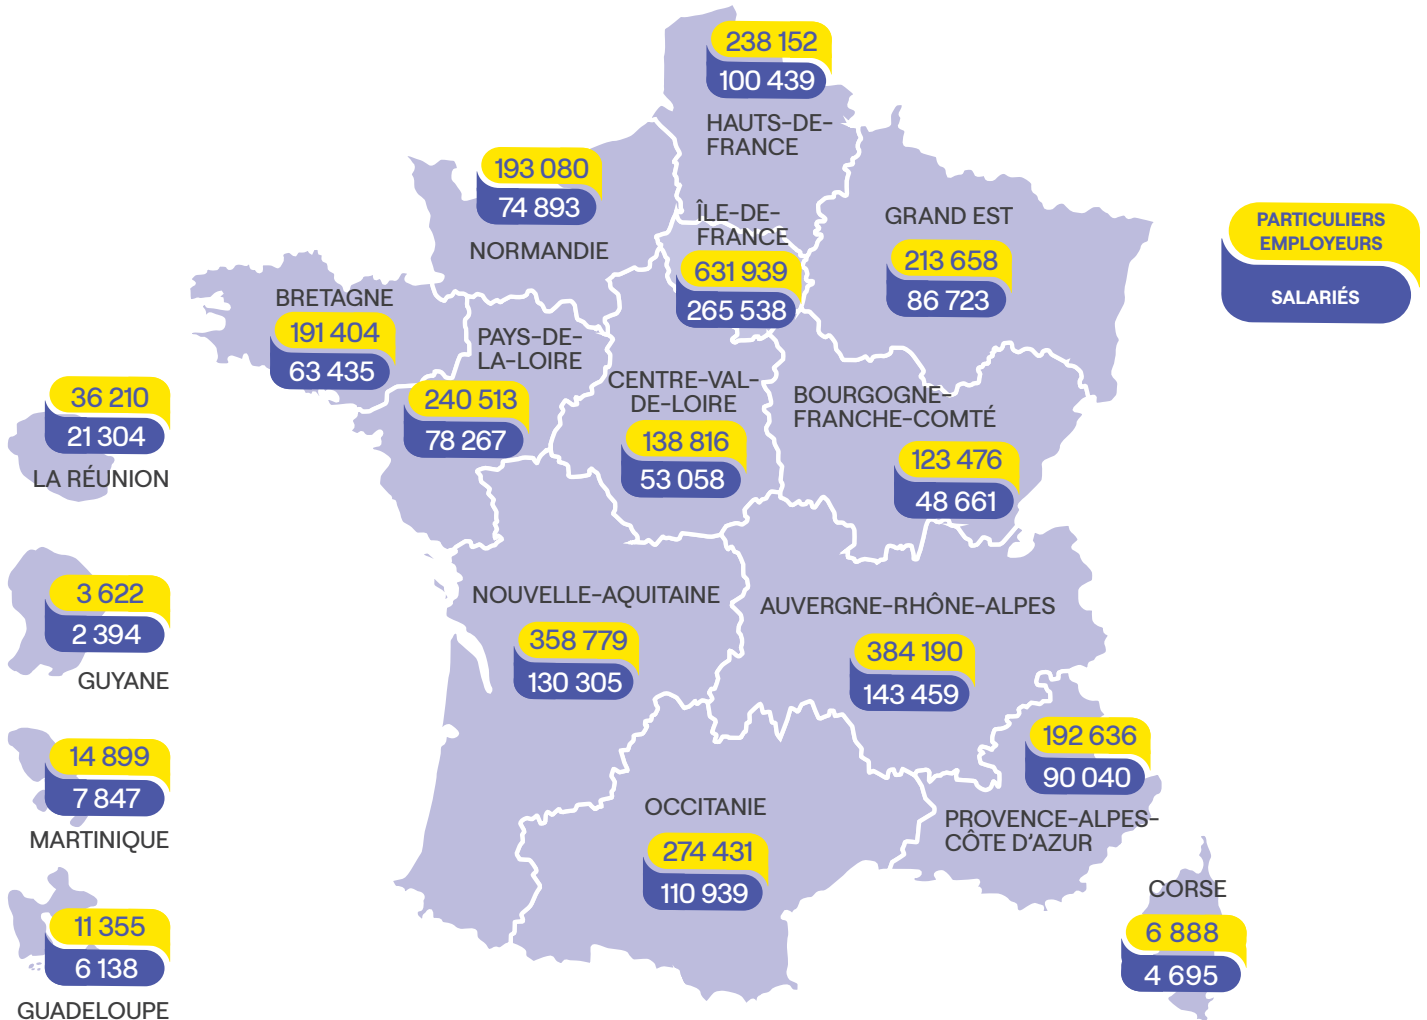 238 152
100 439
HAUTS-DE-
FRANCE
193 080
74 893
NORMANDIE
ÎLE-DE-
FRANCE
631 939
265 538
GRAND EST
213 658
86 723
PARTICULIERS
EMPLOYEURS
SALARIÉS
BRETAGNE
191 404
63 435
PAYS-DE-
LA-LOIRE
240 513
78 267
CENTRE-VAL-
DE-LOIRE
138 816
53 058
BOURGOGNE-
FRANCHE-COMTÉ
123 476
48 661
36 210
21 304
LA RÉUNION
3 622
2 394
GUYANE
NOUVELLE-AQUITAINE
358 779
130 305
AUVERGNE-RHÔNE-ALPES
384 190
143 459
14 899
7 847
MARTINIQUE
192 636
90 040
PROVENCE-ALPES-
CÔTE D'AZUR
OCCITANIE
274 431
110 939
11 355
6 138
GUADELOUPE
CORSE
6 888
4 695